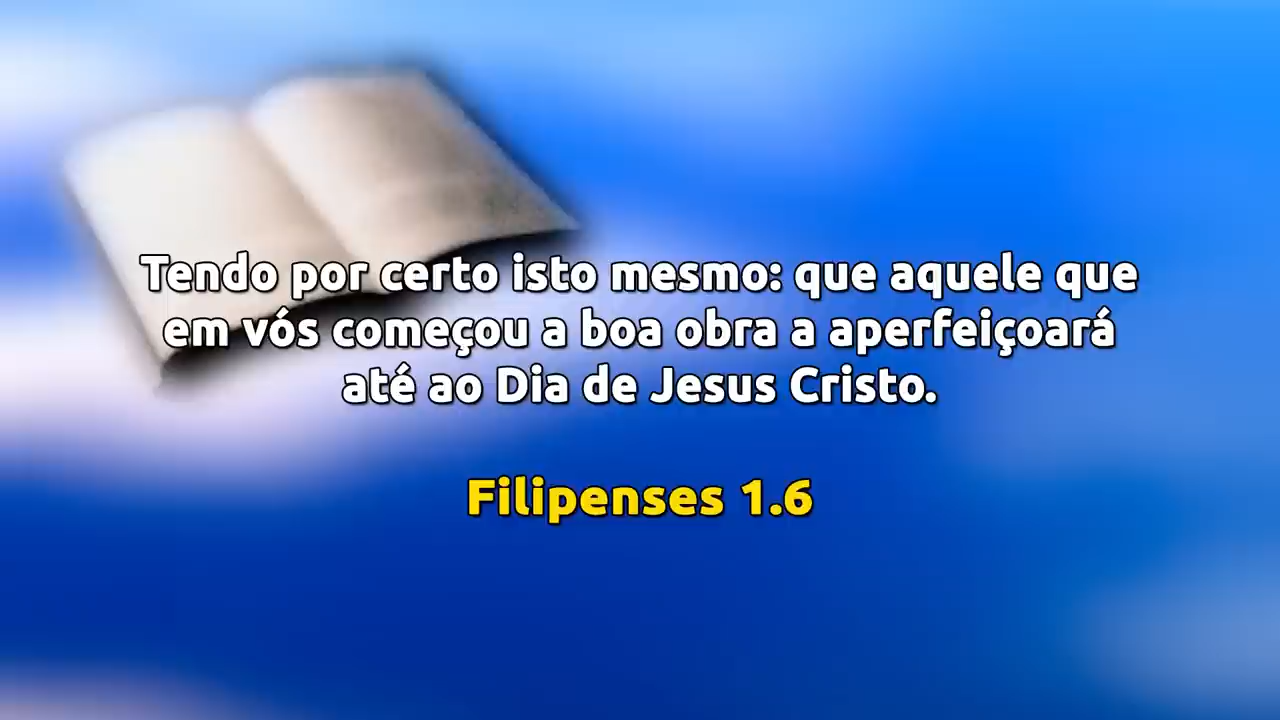 Tendo por certo isto mesmo: que aquele que
em vós começou a boa obra a aperfeiçoará
até ao Dia de Jesus Cristo.
Filipenses 1.6